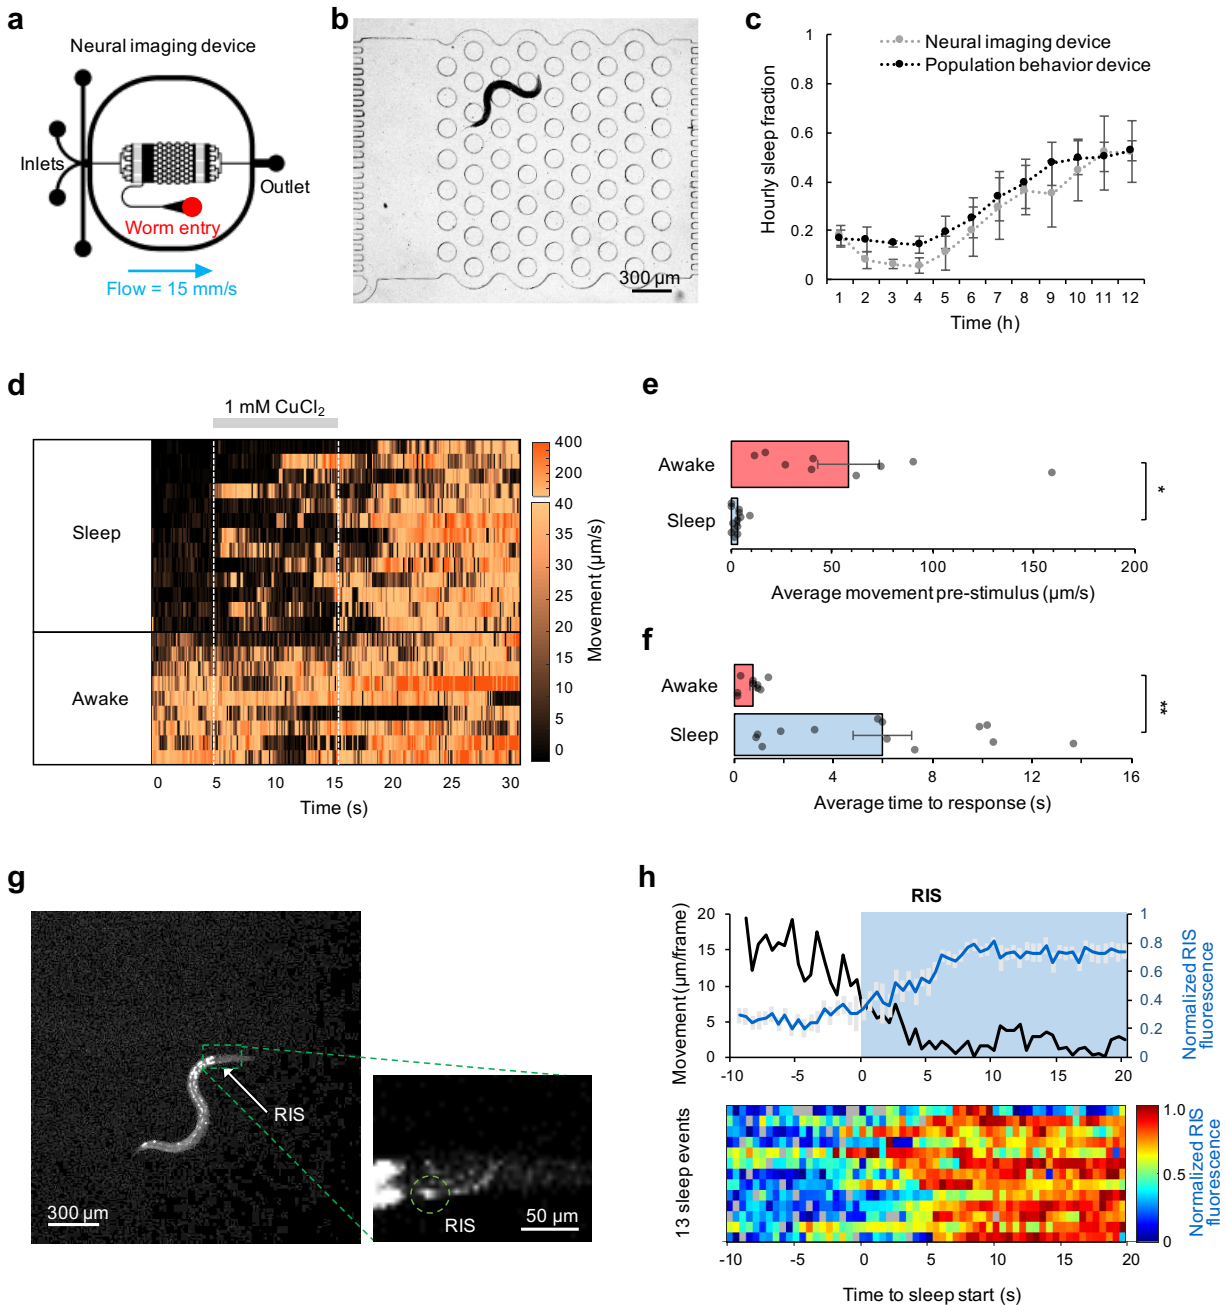 a
Neural imaging device
Inlets
Outlet
Worm entry
Flow = 15 mm/s
b
300 µm
c
Hourly sleep fraction
1
0.8
0.6
0.4
0.2
0
Neural imaging device
Population behavior device
1 2 3 4 5 6 7 8 9 10 11 12
Time (h)
d
1 mM CuCl₂
Sleep
Awake
0 5 10 15 20 25 30
Time (s)
400
200
40
35
30
25
20
15
10
5
0
Movement (µm/s)
e
Awake
Sleep
*
0 50 100 150 200
Average movement pre-stimulus (µm/s)
f
Awake
Sleep
**
0 4 8 12 16
Average time to response (s)
g
RIS
300 µm
RIS
50 µm
h
RIS
Movement (µm/frame)
20
15
10
5
0
1
0.8
0.6
0.4
0.2
0
Normalized RIS
fluorescence
-10 -5 0 5 10 15 20
13 sleep events
1.0
0.5
0
Normalized RIS
fluorescence
-10 -5 0 5 10 15 20
Time to sleep start (s)